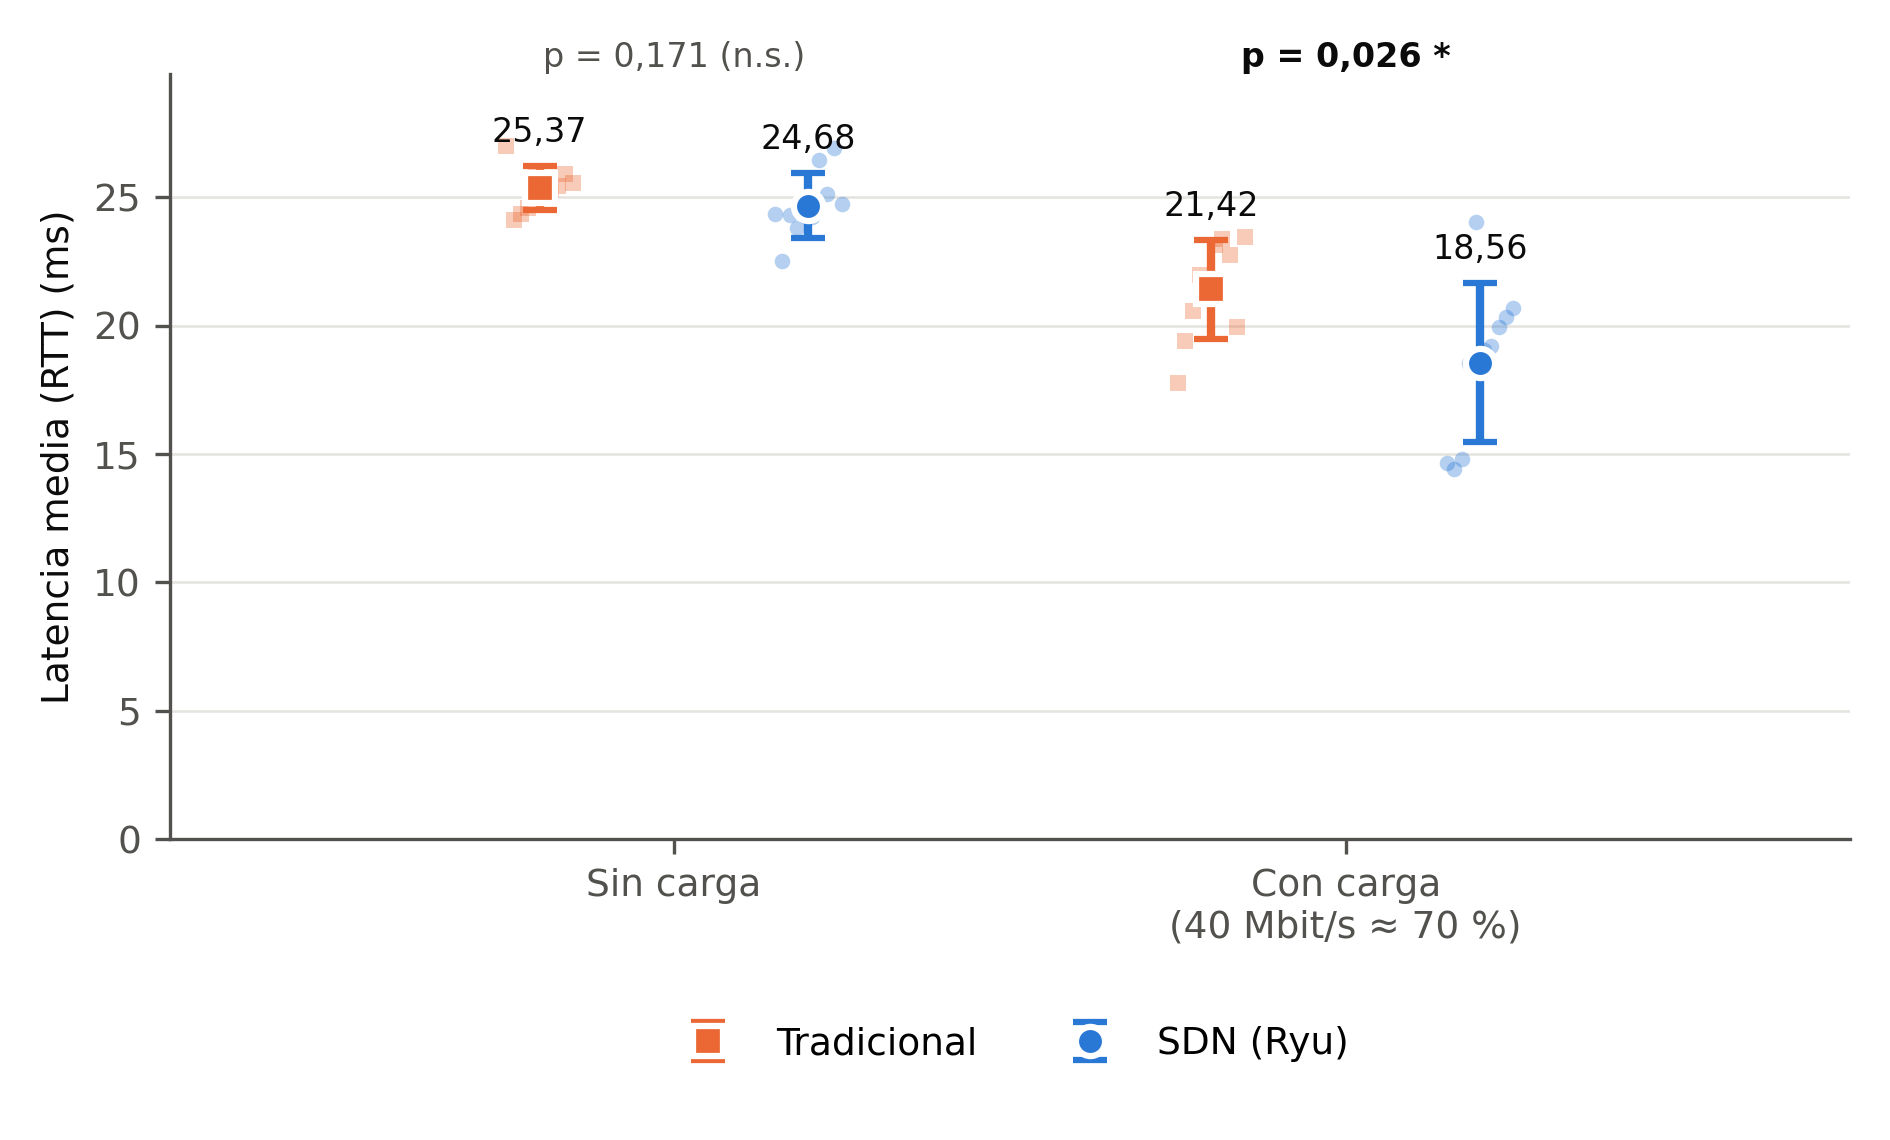 p = 0,171 (n.s.)
p = 0,026 *
25,37
24,68
21,42
18,56
Latencia media (RTT) (ms)
25
20
15
10
5
0
Sin carga
Con carga
(40 Mbit/s ≈ 70 %)
Tradicional
SDN (Ryu)